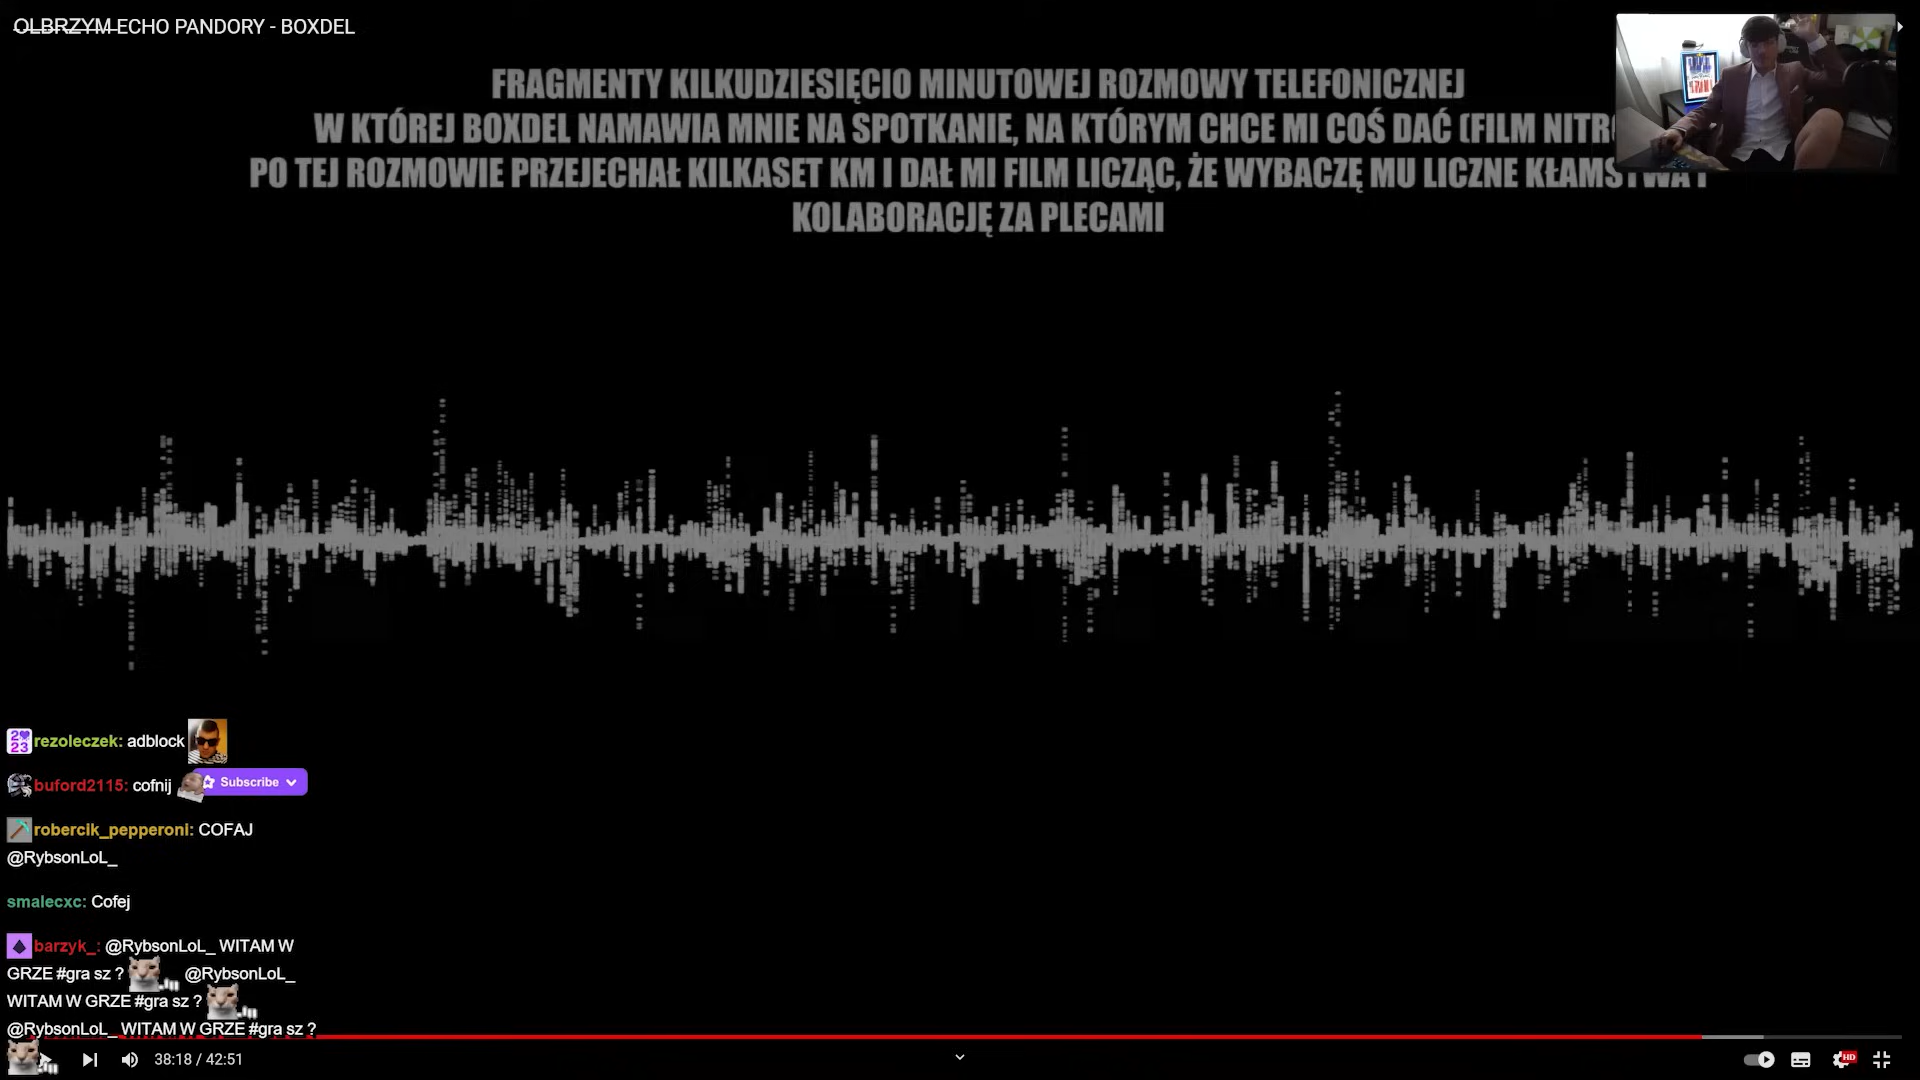 OLBRZYM ECHO PANDORY - BOXDEL
FRAGMENTY KILKUDZIESIĘCIO MINUTOWEJ ROZMOWY TELEFONICZNEJ
W KTÓREJ BOXDEL NAMAWIA MNIE NA SPOTKANIE, NA KTÓRYM CHCE MI COŚ DAĆ (FILM
PO TEJ ROZMOWIE PRZEJECHAŁ KILKASET KM I DAŁ MI FILM LICZĄC, ŻE WYBACZĘ MU LICZNE KŁAMSTWA I
KOLABORACJĘ ZA PLECAMI
2023 rezoleczek: adblock
buford2115: cofnij Subscribe
robercik_pepperoni: COFAJ
@RybsonLoL_
smalecxc: Cofej
barzyk_: @RybsonLoL_ WITAM W
GRZE #gra sz ? @RybsonLoL_
WITAM W GRZE #gra sz ?
@RybsonLoL_ WITAM W GRZE #gra sz ?
38:18 / 42:51
HD